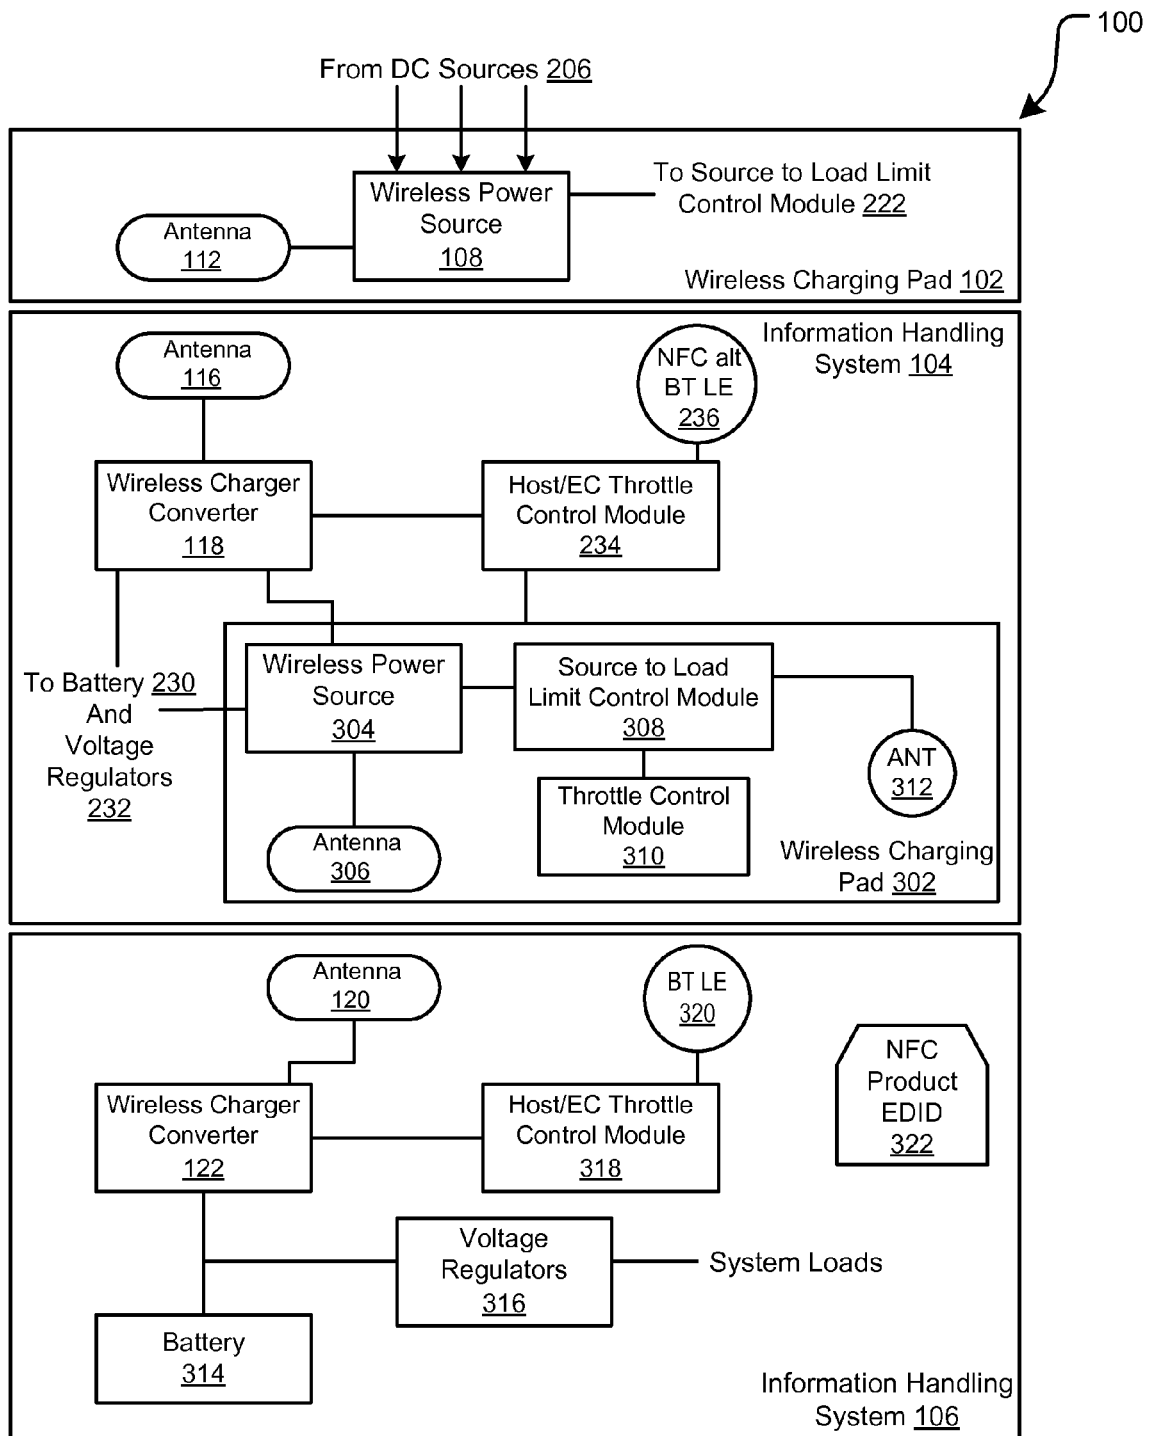 100
From DC Sources 206
Wireless Power
Source
108
To Source to Load Limit
Control Module 222
Antenna
112
Wireless Charging Pad 102
Antenna
116
NFC alt
BT LE
236
Information Handling
System 104
Wireless Charger
Converter
118
Host/EC Throttle
Control Module
234
To Battery 230
And
Voltage
Regulators
232
Wireless Power
Source
304
Source to Load
Limit Control Module
308
ANT
312
Throttle Control
Module
310
Antenna
306
Wireless Charging
Pad 302
Antenna
120
BT LE
320
NFC
Product
EDID
322
Wireless Charger
Converter
122
Host/EC Throttle
Control Module
318
Voltage
Regulators
316
System Loads
Battery
314
Information Handling
System 106